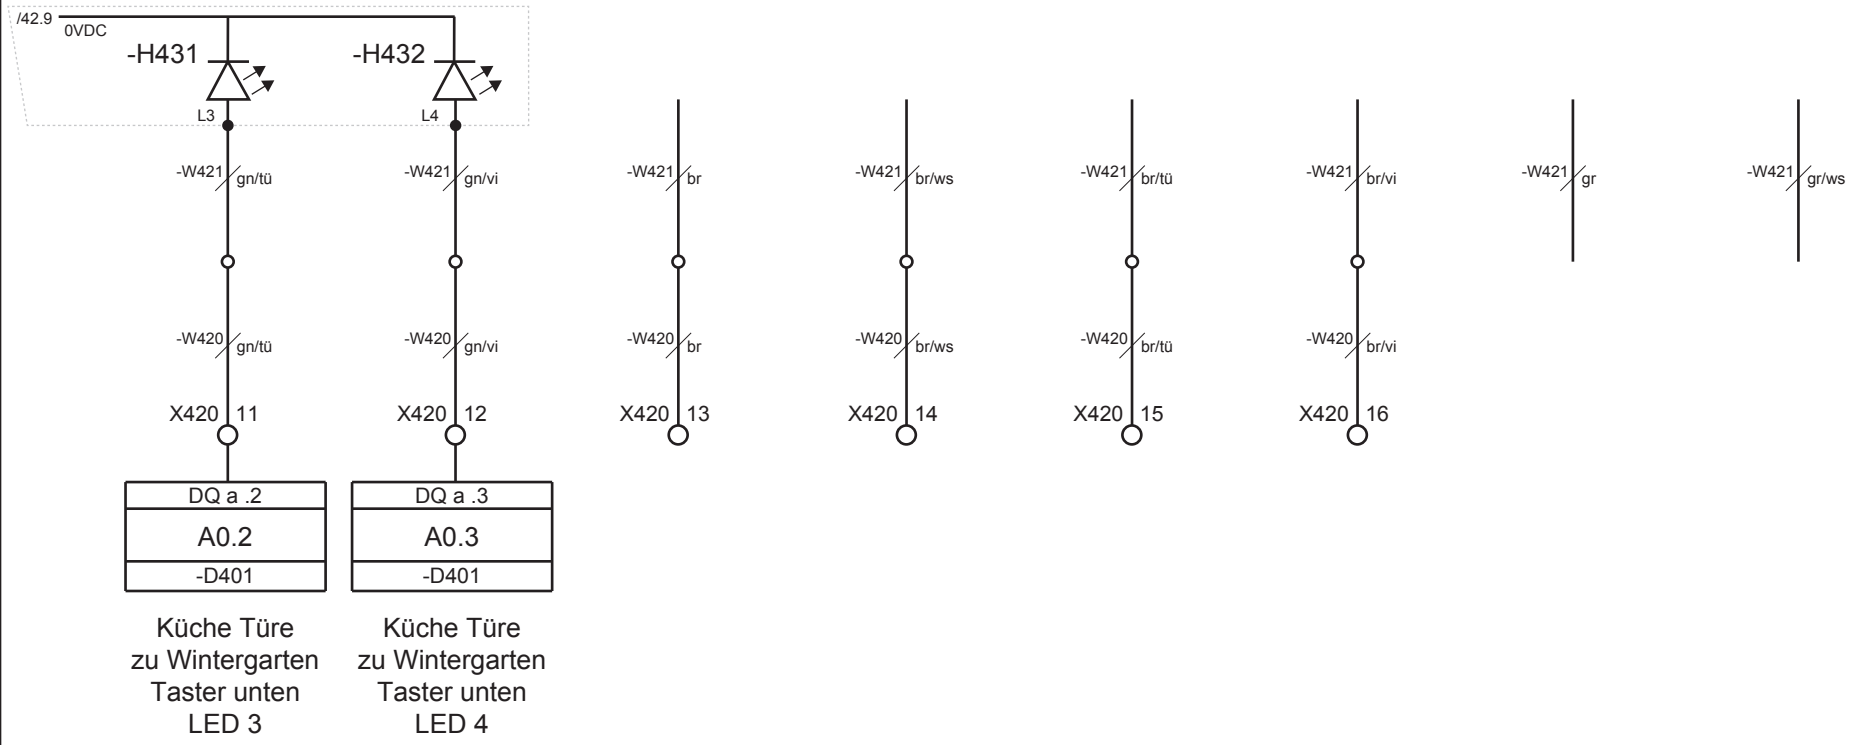 /42.9
0VDC
-H431 -H432
L3 L4
-W421 gn/tü -W421 gn/vi -W421 br -W421 br/ws -W421 br/tü -W421 br/vi -W421 gr -W421 gr/ws
-W420 gn/tü -W420 gn/vi -W420 br -W420 br/ws -W420 br/tü -W420 br/vi
X420 11 X420 12 X420 13 X420 14 X420 15 X420 16
DQ a .2
A0.2
-D401
Küche Türe
zu Wintergarten
Taster unten
LED 3
DQ a .3
A0.3
-D401
Küche Türe
zu Wintergarten
Taster unten
LED 4